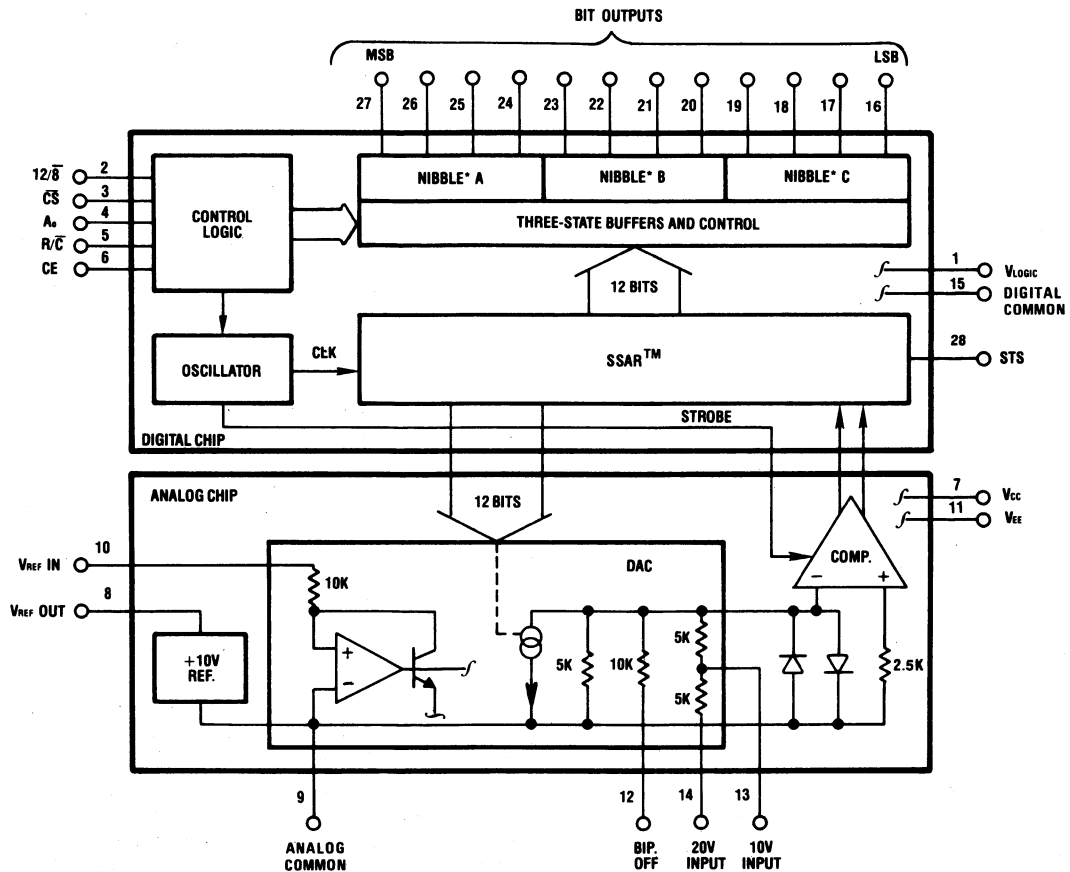 BIT OUTPUTS
MSB
LSB
27
26
25
24
23
22
21
20
19
18
17
16
12/8̅
2
C̅S̅
3
A₀
4
R/C̅
5
CE
6
CONTROL
LOGIC
NIBBLE* A
NIBBLE* B
NIBBLE* C
THREE-STATE BUFFERS AND CONTROL
12 BITS
1
VLOGIC
15
DIGITAL
COMMON
OSCILLATOR
CLK
SSAR™
28
STS
STROBE
DIGITAL CHIP
ANALOG CHIP
12 BITS
7
VCC
11
VEE
COMP.
−
+
10
VREF IN
8
VREF OUT
10K
DAC
+10V
REF.
+
−
5K
10K
5K
5K
2.5K
9
ANALOG
COMMON
12
BIP.
OFF
14
20V
INPUT
13
10V
INPUT